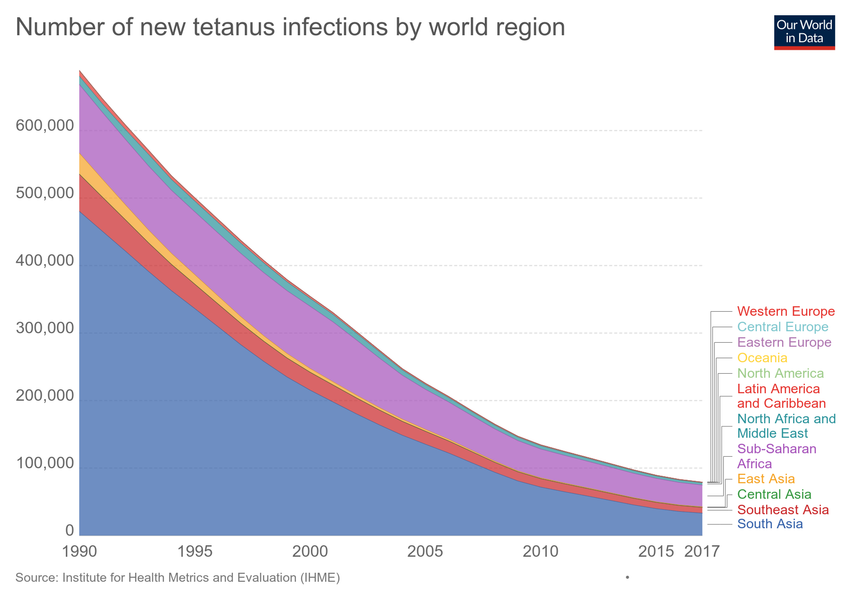 Number of new tetanus infections by world region
Our World
in Data
600,000
500,000
400,000
300,000
200,000
100,000
0
1990
1995
2000
2005
2010
2015
2017
Western Europe
Central Europe
Eastern Europe
Oceania
North America
Latin America
and Caribbean
North Africa and
Middle East
Sub-Saharan
Africa
East Asia
Central Asia
Southeast Asia
South Asia
Source: Institute for Health Metrics and Evaluation (IHME)